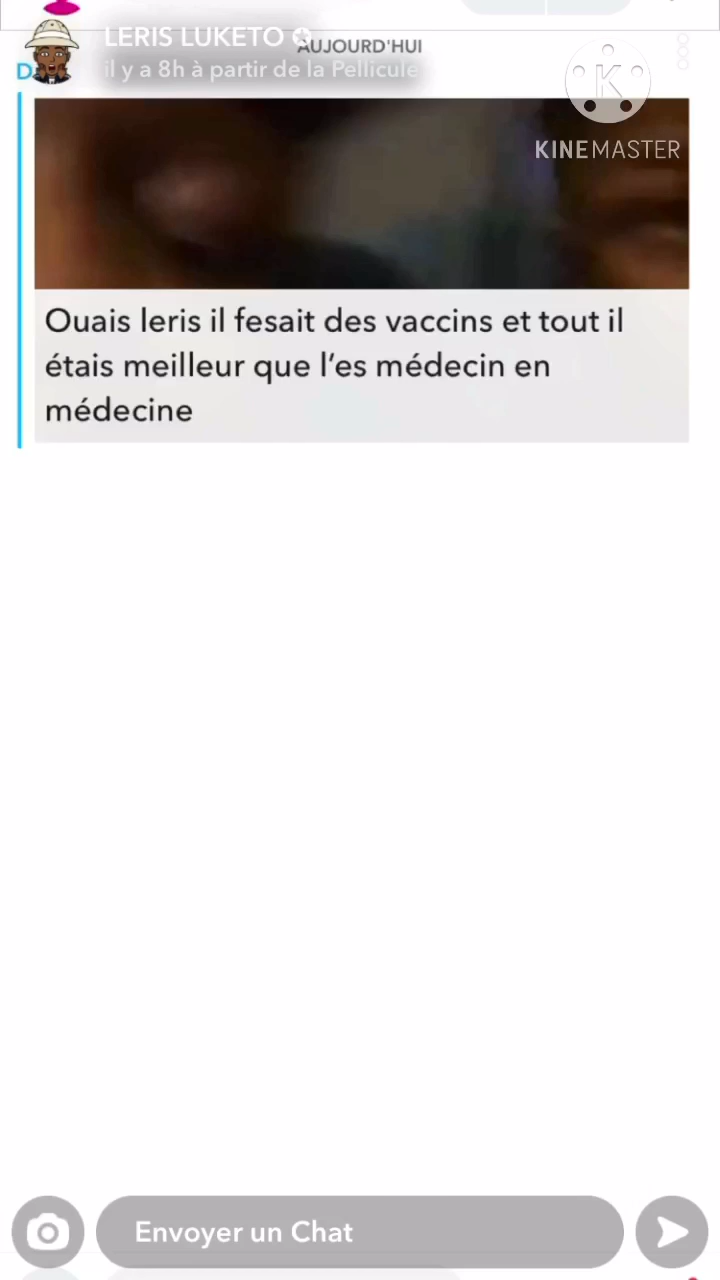 LERIS LUKETO
AUJOURD'HUI
il y a 8h à partir de la Pellicule
K
KINEMASTER
Ouais leris il fesait des vaccins et tout il
étais meilleur que l'es médecin en
médecine
Envoyer un Chat